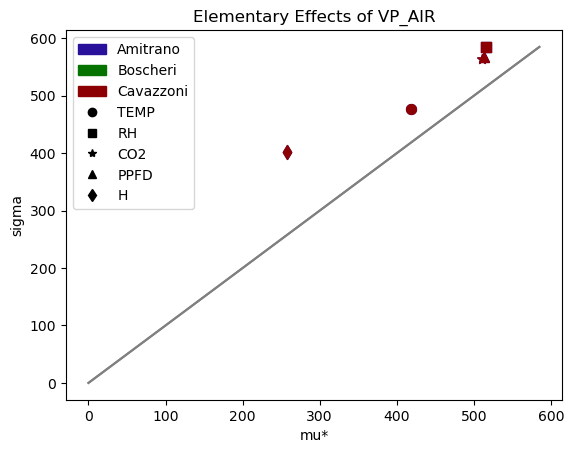 Elementary Effects of VP_AIR
Amitrano
Boscheri
Cavazzoni
TEMP
RH
CO2
PPFD
H
sigma
600
500
400
300
200
100
0
0 100 200 300 400 500 600
mu*